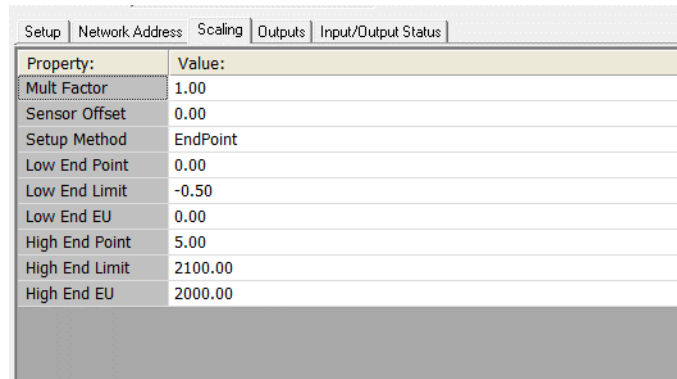 Setup Network Address Scaling Outputs Input/Output Status
Property: Value:
Mult Factor 1.00
Sensor Offset 0.00
Setup Method EndPoint
Low End Point 0.00
Low End Limit -0.50
Low End EU 0.00
High End Point 5.00
High End Limit 2100.00
High End EU 2000.00